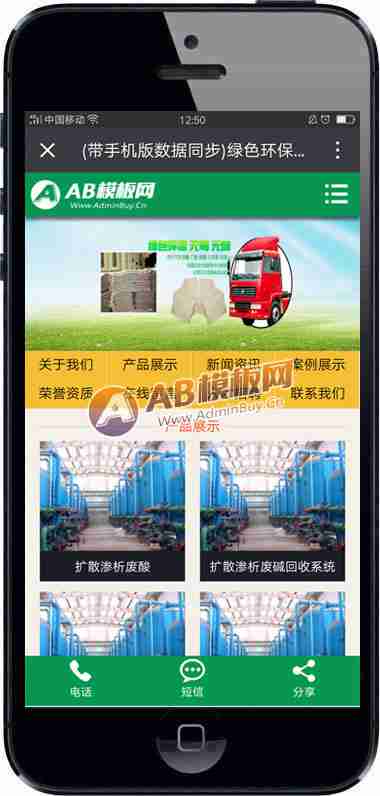 中国移动 12:50
(带手机版数据同步)绿色环保...
AB模板网
Www.AdminBuy.Cn
绿色环保 无毒 无味
关于我们 产品展示 新闻资讯 案例展示
荣誉资质 联系我们
AB模板网
Www.AdminBuy.Cn
产品展示
扩散渗析废酸 扩散渗析废碱回收系统
电话 短信 分享